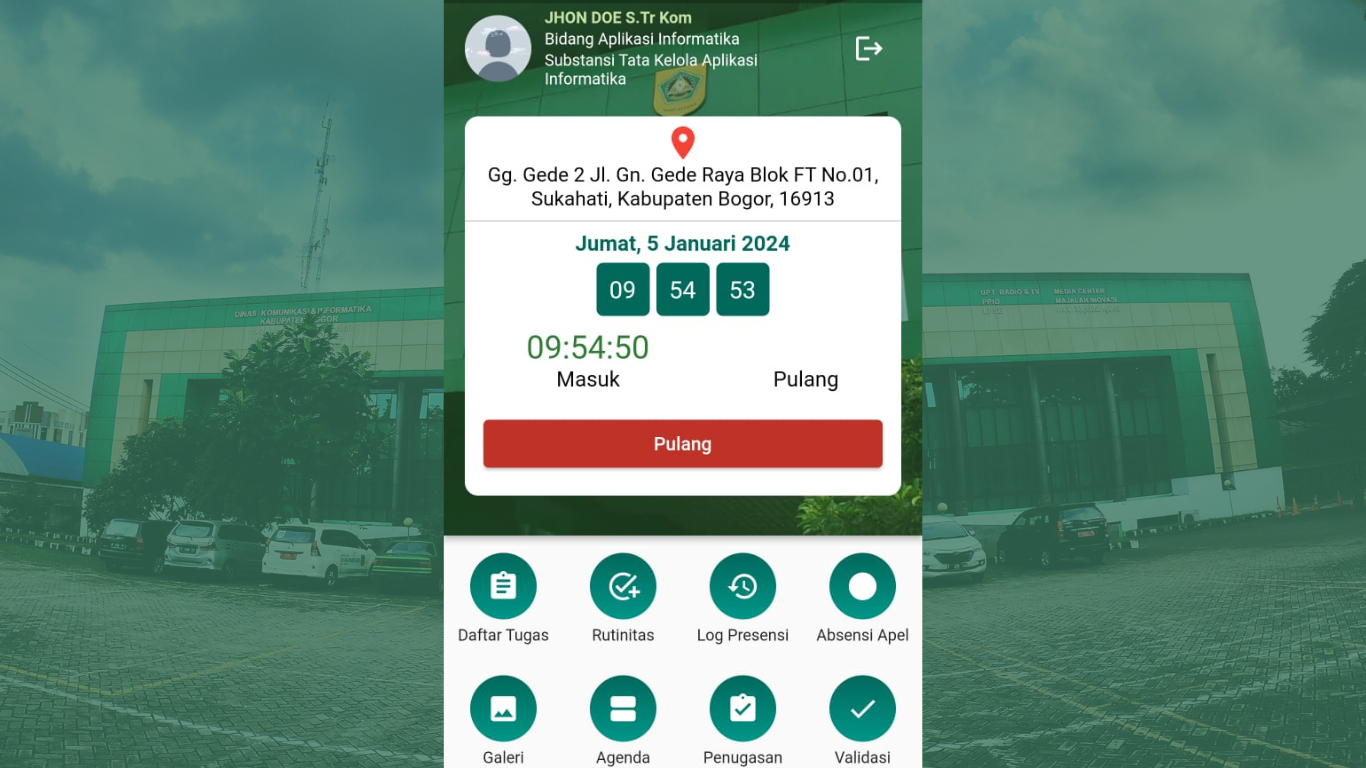 JHON DOE S.Tr Kom
Bidang Aplikasi Informatika
Substansi Tata Kelola Aplikasi
Informatika
Gg. Gede 2 Jl. Gn. Gede Raya Blok FT No.01,
Sukahati, Kabupaten Bogor, 16913
Jumat, 5 Januari 2024
09 54 53
09:54:50
Masuk
Pulang
Pulang
Daftar Tugas
Rutinitas
Log Presensi
Absensi Apel
Galeri
Agenda
Penugasan
Validasi
DINAS KOMUNIKASI & INFORMATIKA
KABUPATEN BOGOR
UPT RADIO & TV
PPID
MEDIA CENTER
MAJALAH INOVASI